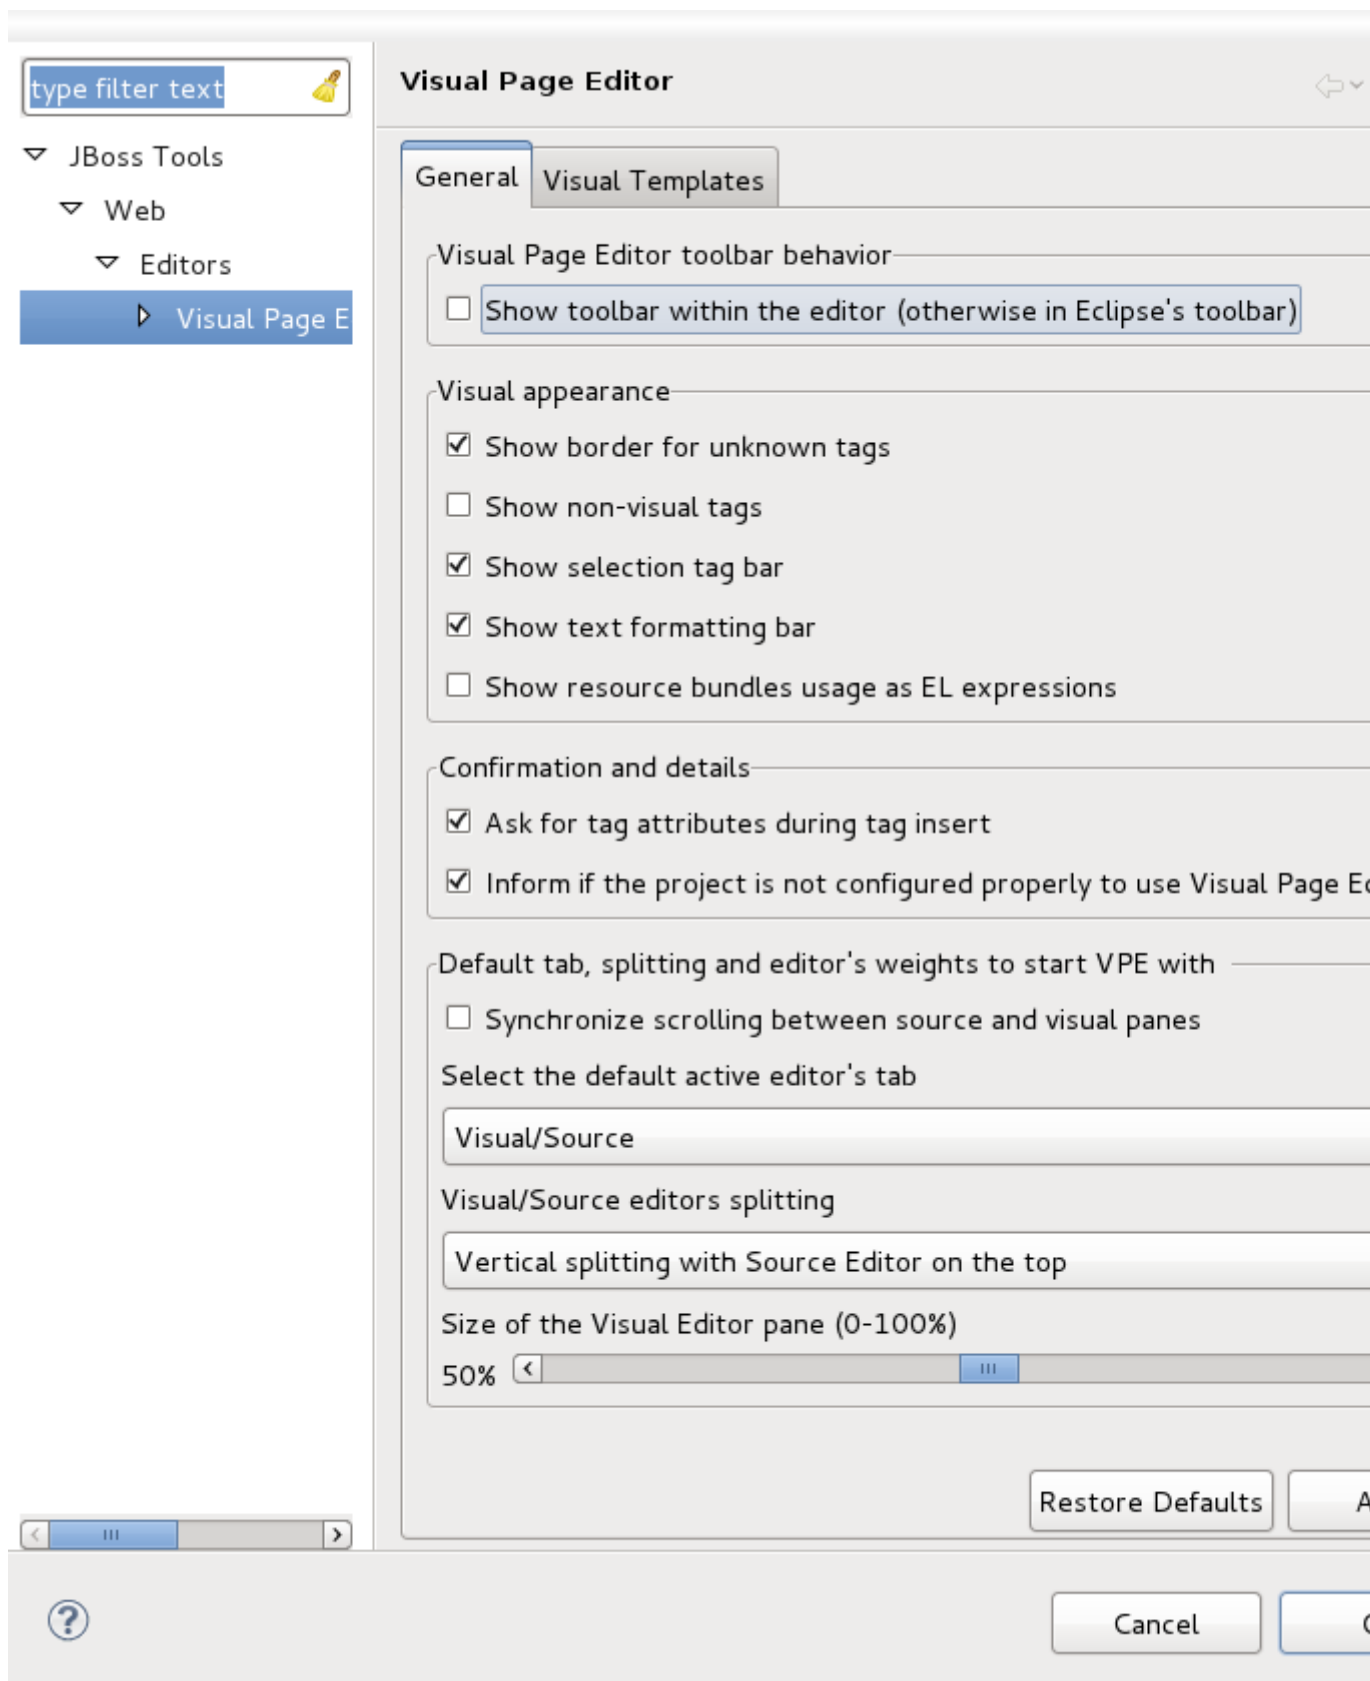 type filter text
JBoss Tools
Web
Editors
Visual Page E
Visual Page Editor
General
Visual Templates
Visual Page Editor toolbar behavior
Show toolbar within the editor (otherwise in Eclipse's toolbar)
Visual appearance
Show border for unknown tags
Show non-visual tags
Show selection tag bar
Show text formatting bar
Show resource bundles usage as EL expressions
Confirmation and details
Ask for tag attributes during tag insert
Inform if the project is not configured properly to use Visual Page
Default tab, splitting and editor's weights to start VPE with
Synchronize scrolling between source and visual panes
Select the default active editor's tab
Visual/Source
Visual/Source editors splitting
Vertical splitting with Source Editor on the top
Size of the Visual Editor pane (0-100%)
50%
Restore Defaults
Cancel